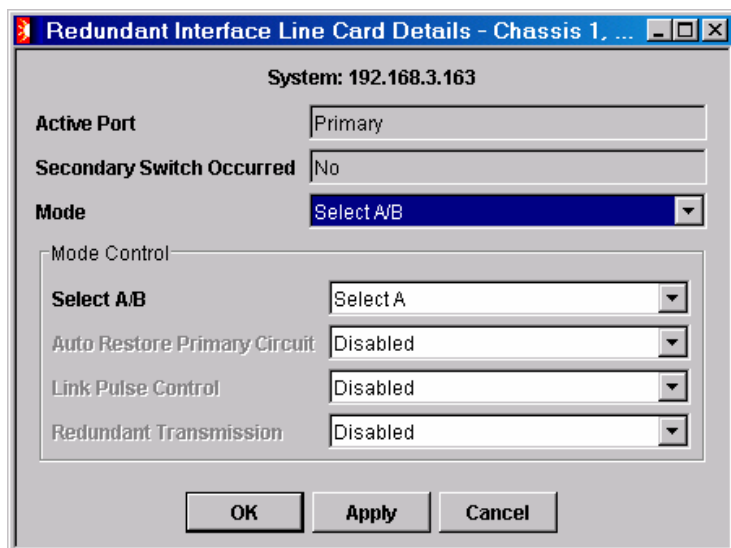 Redundant Interface Line Card Details - Chassis 1, ...
System: 192.168.3.163
Active Port Primary
Secondary Switch Occurred No
Mode Select A/B
Mode Control
Select A/B Select A
Auto Restore Primary Circuit Disabled
Link Pulse Control Disabled
Redundant Transmission Disabled
OK Apply Cancel